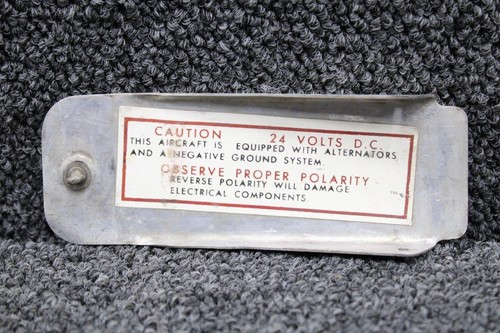 CAUTION 24 VOLTS D.C.
THIS AIRCRAFT IS EQUIPPED WITH ALTERNATORS
AND A NEGATIVE GROUND SYSTEM.
OBSERVE PROPER POLARITY
REVERSE POLARITY WILL DAMAGE
ELECTRICAL COMPONENTS